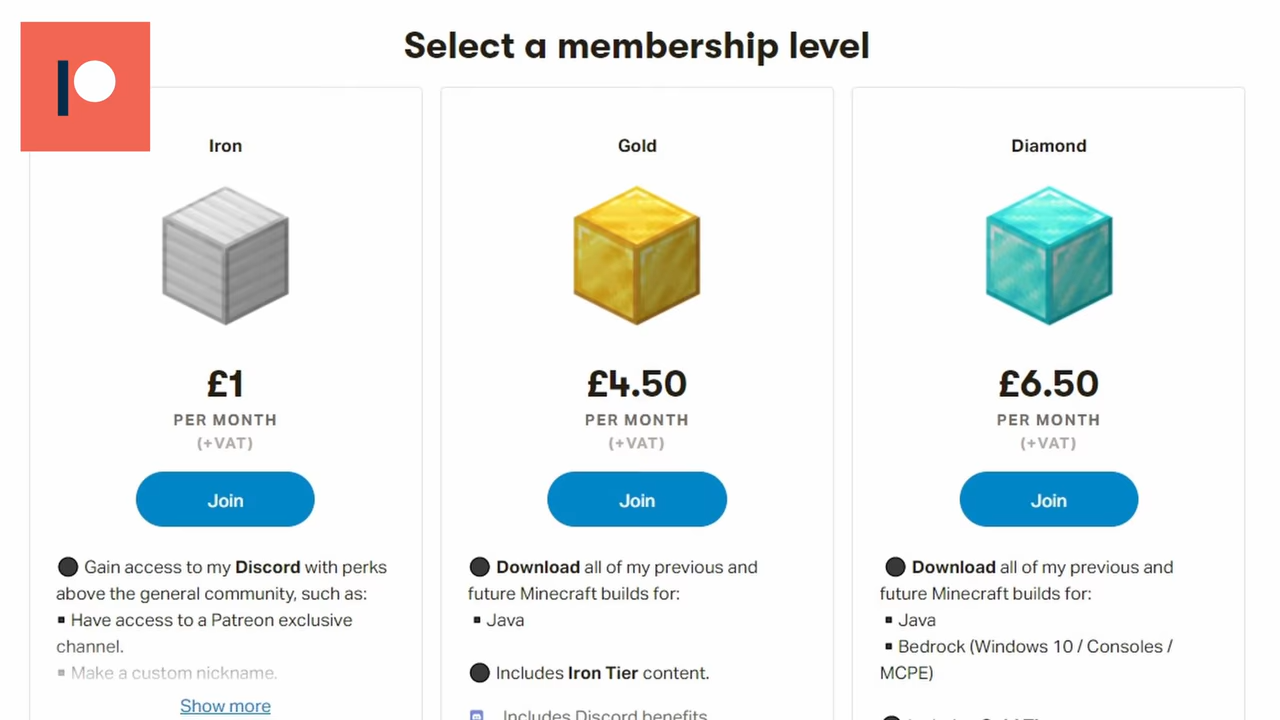 Select a membership level
Iron
£1
PER MONTH
(+VAT)
Join
⚫ Gain access to my Discord with perks
above the general community, such as:
▪ Have access to a Patreon exclusive
channel.
▪ Make a custom nickname.
Show more
Gold
£4.50
PER MONTH
(+VAT)
Join
⚫ Download all of my previous and
future Minecraft builds for:
▪ Java
⚫ Includes Iron Tier content.
Includes Discord benefits
Diamond
£6.50
PER MONTH
(+VAT)
Join
⚫ Download all of my previous and
future Minecraft builds for:
▪ Java
▪ Bedrock (Windows 10 / Consoles /
MCPE)